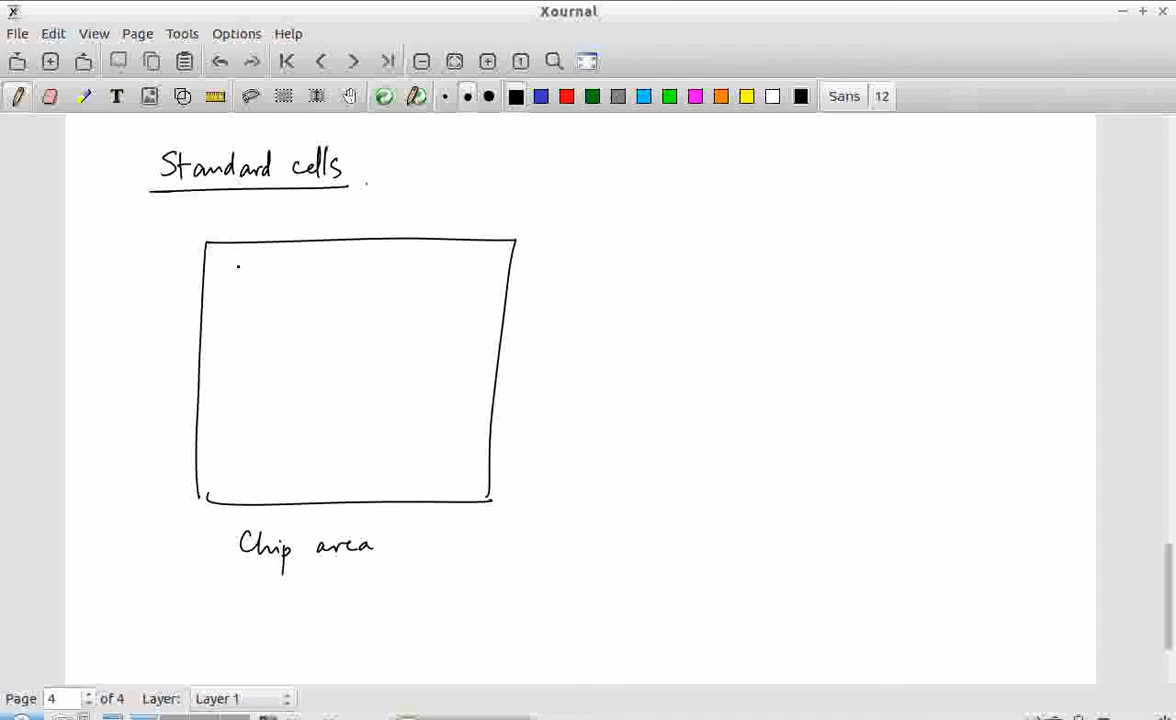 Xournal
File Edit View Page Tools Options Help
Sans 12
Standard cells
Chip area
Page 4 of 4 Layer: Layer 1